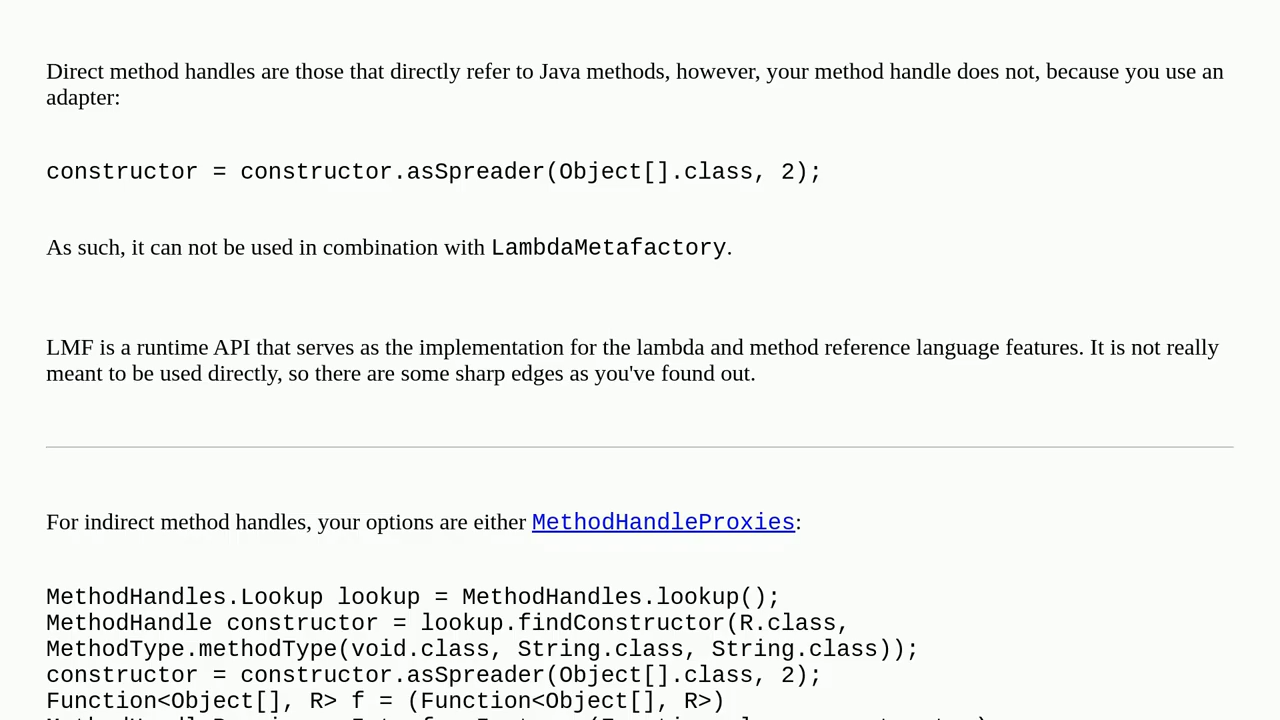 Direct method handles are those that directly refer to Java methods, however, your method handle does not, because you use an
adapter:
constructor = constructor.asSpreader(Object[].class, 2);
As such, it can not be used in combination with LambdaMetafactory.
LMF is a runtime API that serves as the implementation for the lambda and method reference language features. It is not really
meant to be used directly, so there are some sharp edges as you've found out.
For indirect method handles, your options are either MethodHandleProxies:
MethodHandles.Lookup lookup = MethodHandles.lookup();
MethodHandle constructor = lookup.findConstructor(R.class,
MethodType.methodType(void.class, String.class, String.class));
constructor = constructor.asSpreader(Object[].class, 2);
Function<Object[], R> f = (Function<Object[], R>)